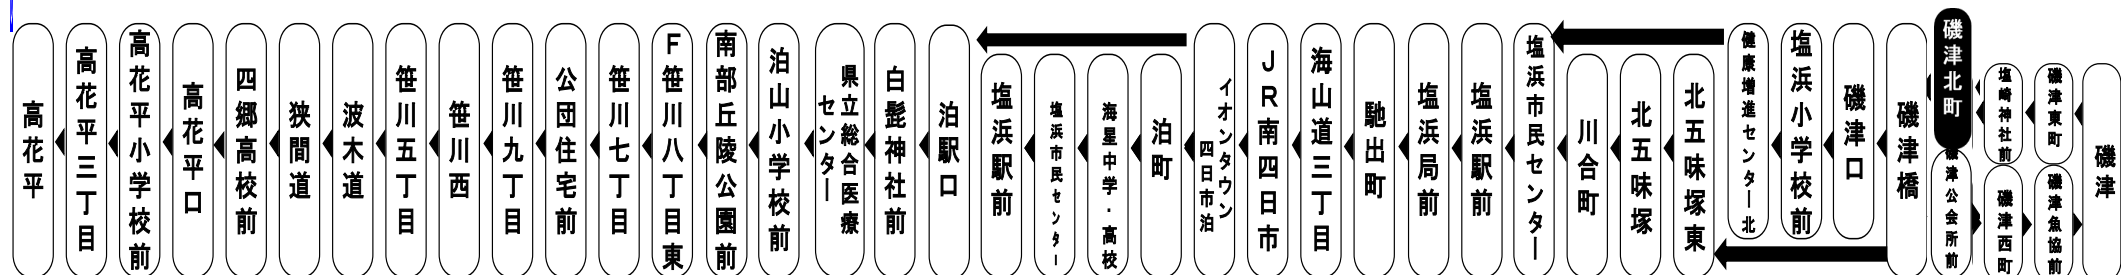 高花平
高花平三丁目
高花平小学校前
高花平口
四郷高校前
狭間道
波木道
笹川五丁目
笹川西
笹川九丁目
公団住宅前
笹川七丁目
F笹川八丁目東
南部丘陵公園前
泊山小学校前
県立総合医療
センター
白髭神社前
泊駅口
塩浜駅前
塩浜市民センター
海星中学・高校
泊町
イオンタウン
四日市泊
JR南四日市
海山道三丁目
馳出町
塩浜局前
塩浜駅前
塩浜市民センター
川合町
北五味塚
北五味塚東
健康増進センター北
塩浜小学校前
磯津口
磯津橋
磯津北町
磯津公会所前
塩崎神社前
磯津西町
磯津東町
磯津魚協前
磯津